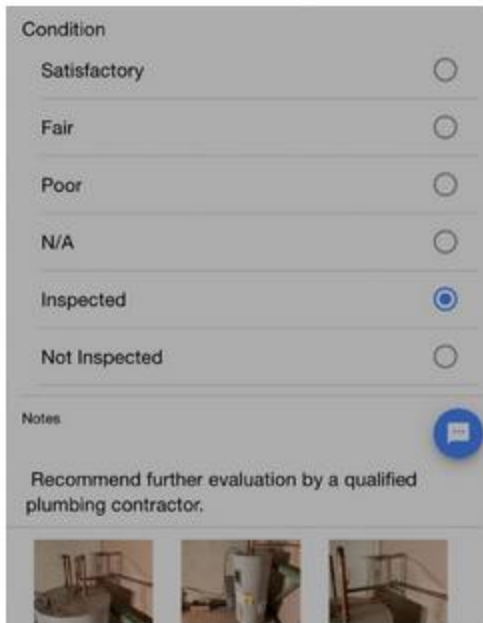 Condition
Satisfactory
Fair
Poor
N/A
Inspected
Not Inspected
Notes
Recommend further evaluation by a qualified
plumbing contractor.